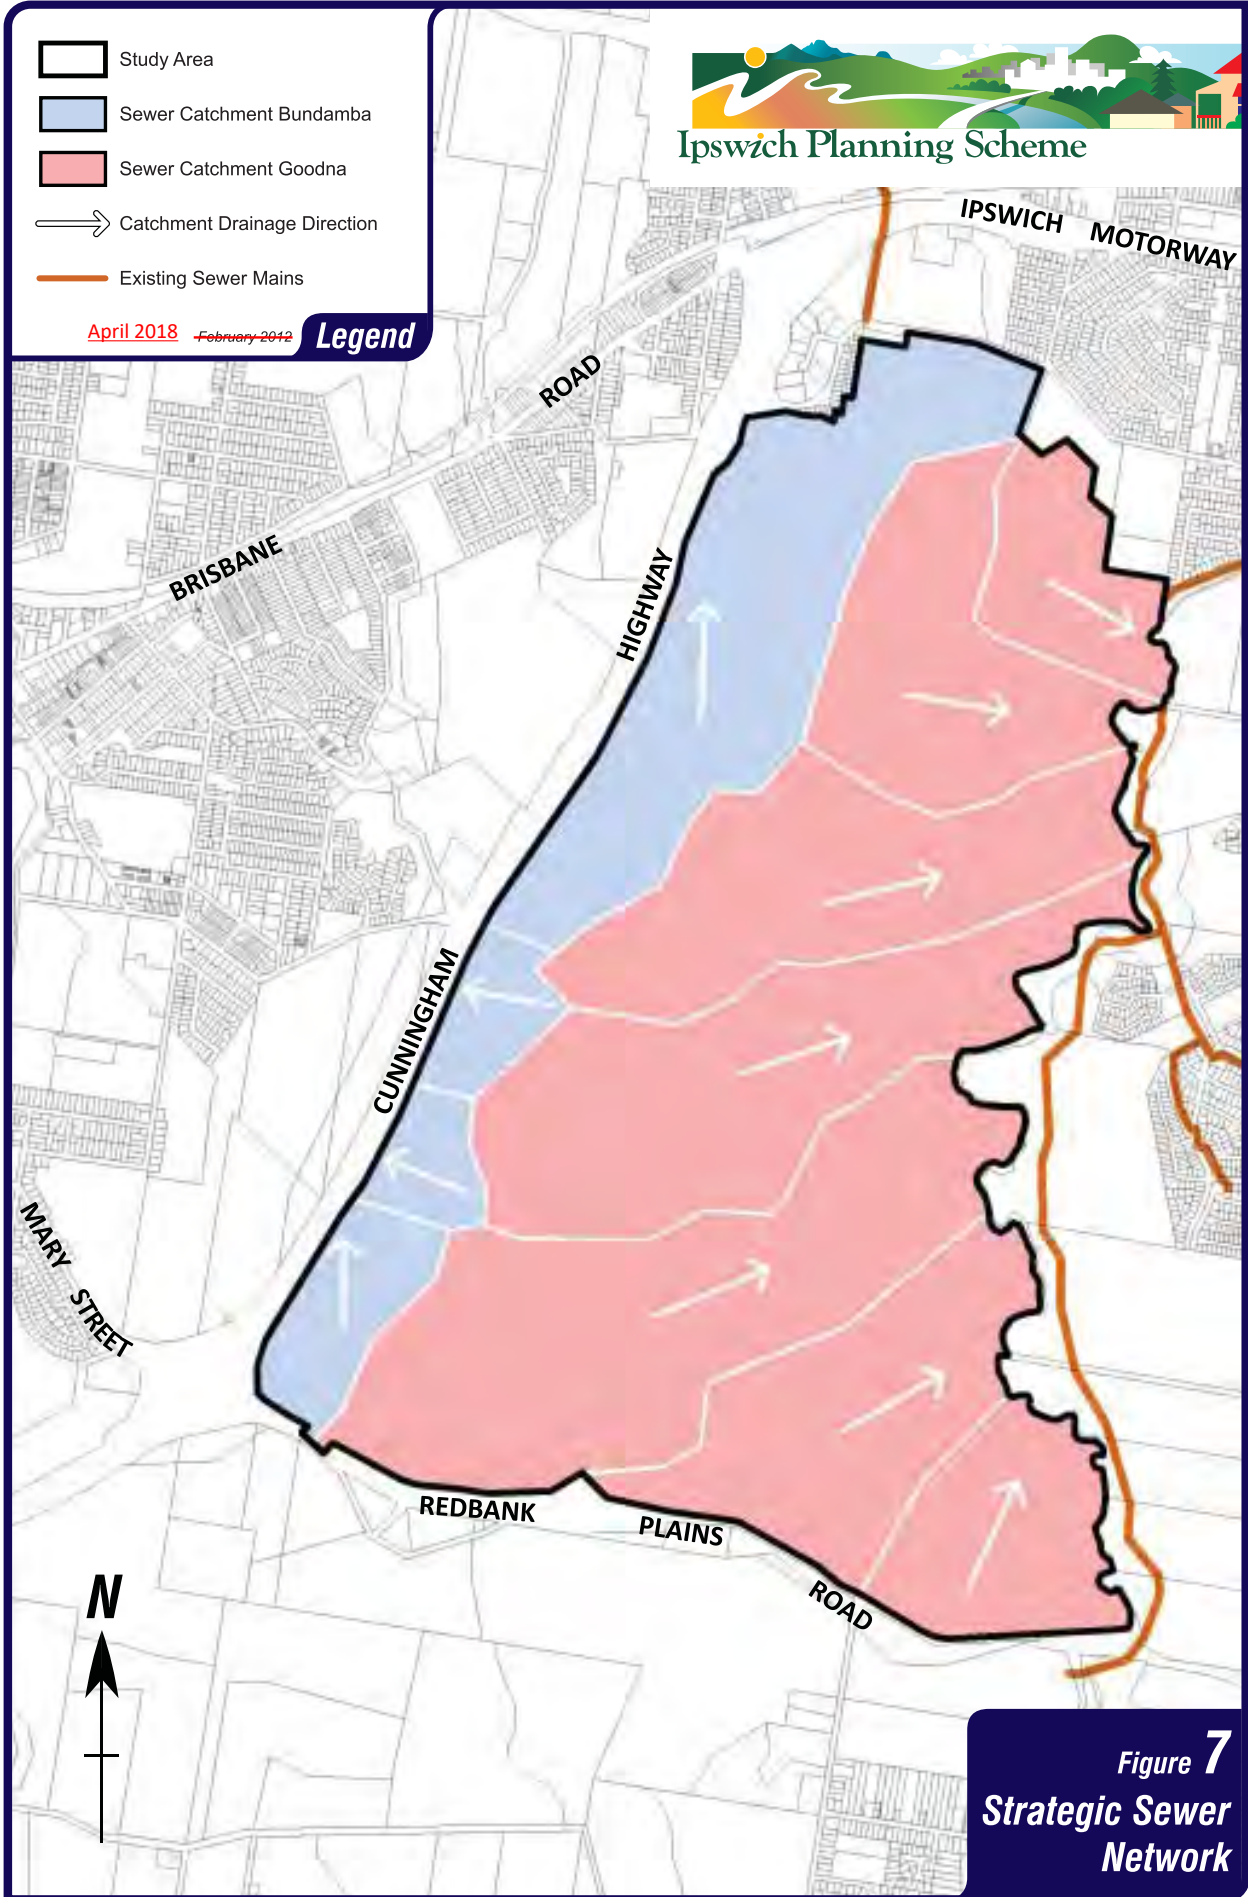 Study Area
Sewer Catchment Bundamba
Sewer Catchment Goodna
Catchment Drainage Direction
Existing Sewer Mains
April 2018 February 2012
Legend
Ipswich Planning Scheme
IPSWICH MOTORWAY
BRISBANE ROAD
CUNNINGHAM HIGHWAY
MARY STREET
REDBANK PLAINS ROAD
N
Figure 7
Strategic Sewer
Network